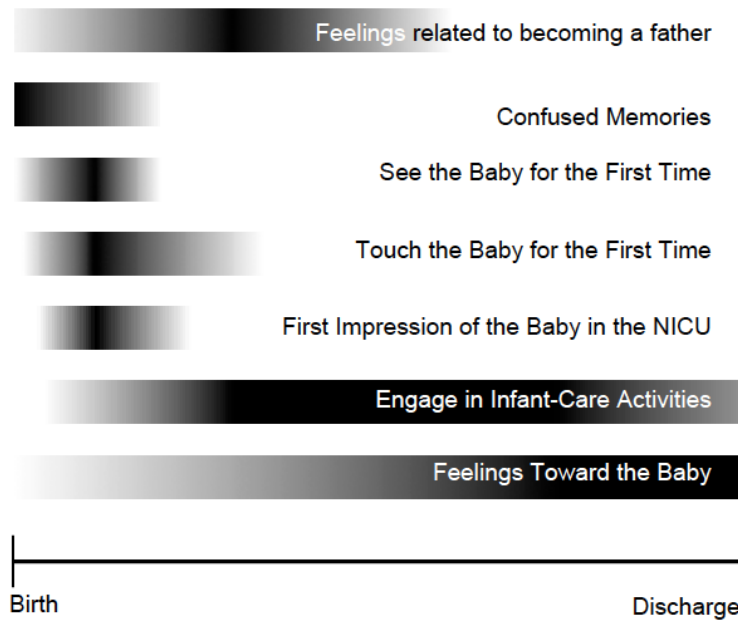 Feelings related to becoming a father
Confused Memories
See the Baby for the First Time
Touch the Baby for the First Time
First Impression of the Baby in the NICU
Engage in Infant-Care Activities
Feelings Toward the Baby
Birth
Discharge